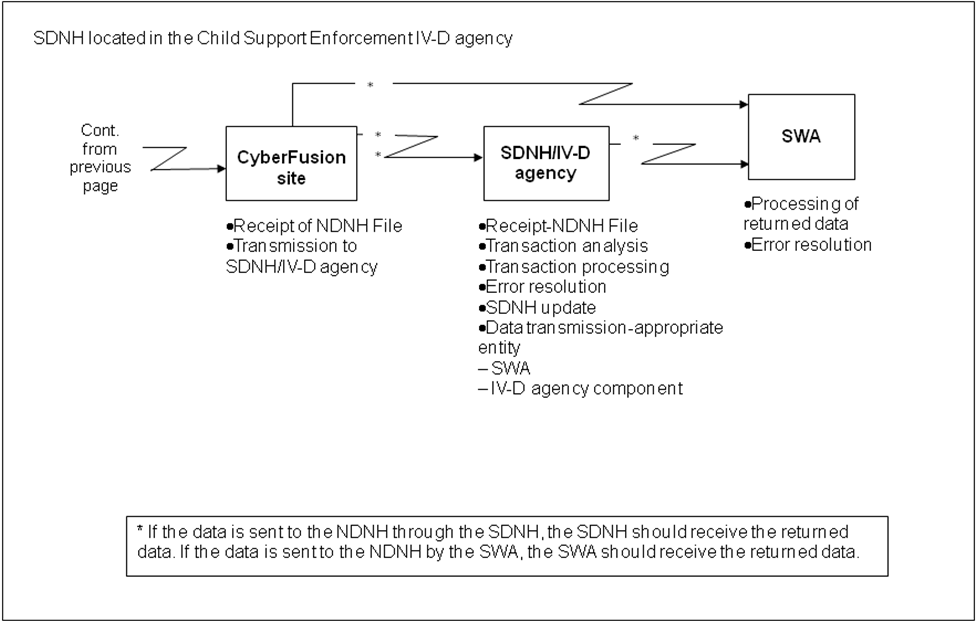 SDNH located in the Child Support Enforcement IV-D agency
*
Cont.
from
previous
page
CyberFusion
site
*
*
SDNH/IV-D
agency
*
SWA
●Receipt of NDNH File
●Transmission to
SDNH/IV-D agency
●Receipt-NDNH File
●Transaction analysis
●Transaction processing
●Error resolution
●SDNH update
●Data transmission-appropriate
entity
– SWA
– IV-D agency component
●Processing of
returned data
●Error resolution
* If the data is sent to the NDNH through the SDNH, the SDNH should receive the returned
data. If the data is sent to the NDNH by the SWA, the SWA should receive the returned data.